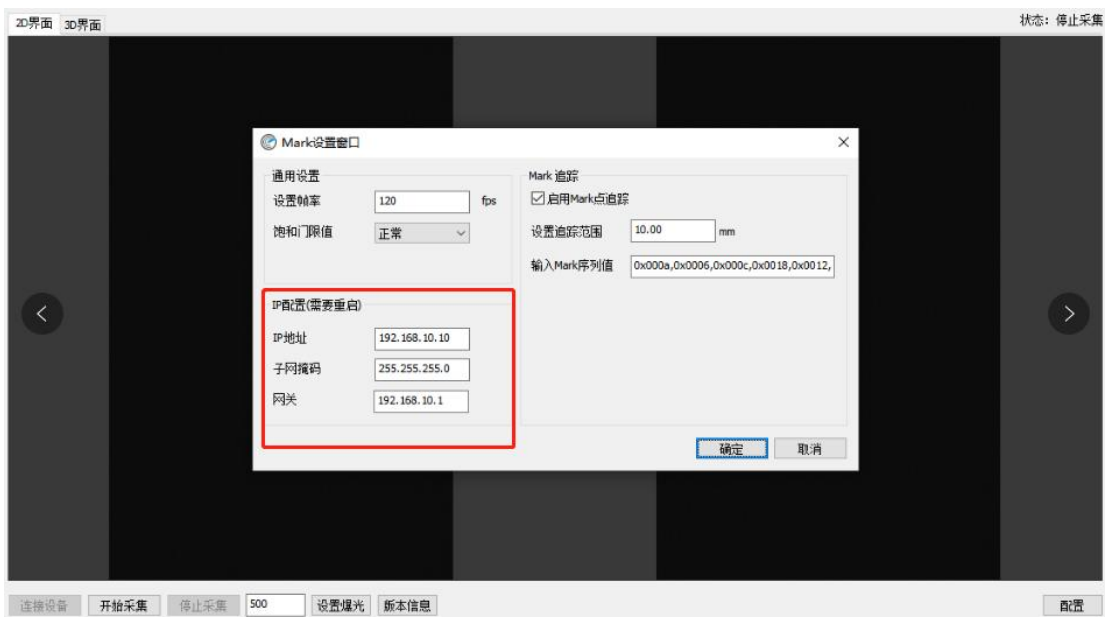 2D界面 3D界面 状态：停止采集
Mark设置窗口
通用设置
设置帧率 120 fps
饱和门限值 正常
IP配置(需要重启)
IP地址 192.168.10.10
子网掩码 255.255.255.0
网关 192.168.10.1
Mark 追踪
启用Mark点追踪
设置追踪范围 10.00 mm
输入Mark序列值 0x000a,0x0006,0x000c,0x0018,0x0012,
确定 取消
连接设备 开始采集 停止采集 500 设置爆光 版本信息 配置